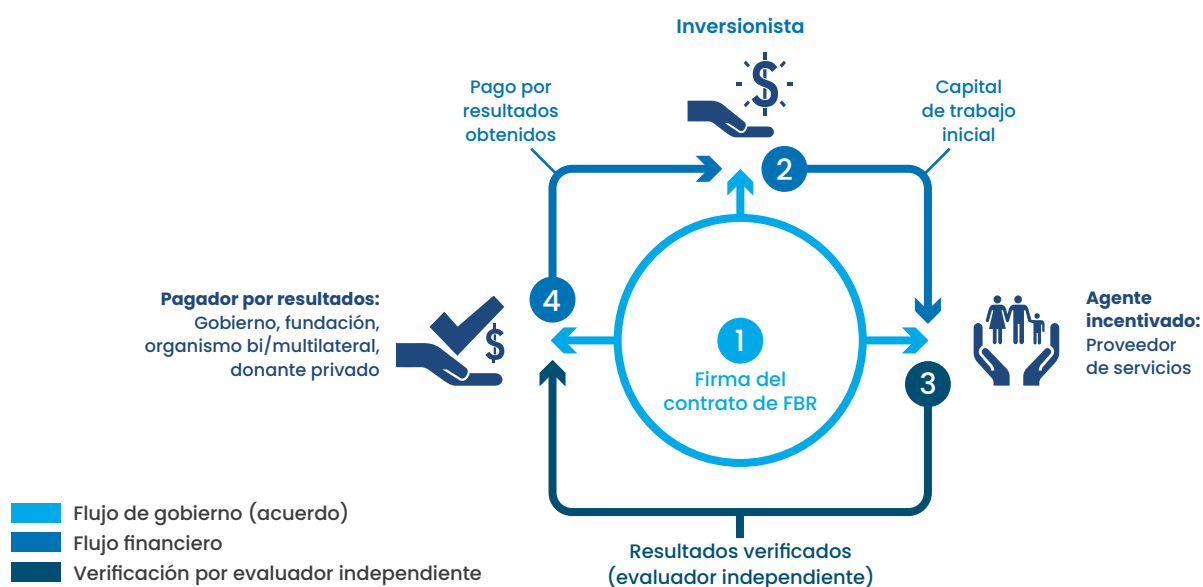 Inversionista
$
Pago por
resultados
obtenidos
Capital
de trabajo
inicial
2
4
Pagador por resultados:
Gobierno, fundación,
organismo bi/multilateral,
donante privado
$
1
Firma del
contrato de FBR
Agente
incentivado:
Proveedor
de servicios
3
Flujo de gobierno (acuerdo)
Flujo financiero
Verificación por evaluador independiente
Resultados verificados
(evaluador independiente)